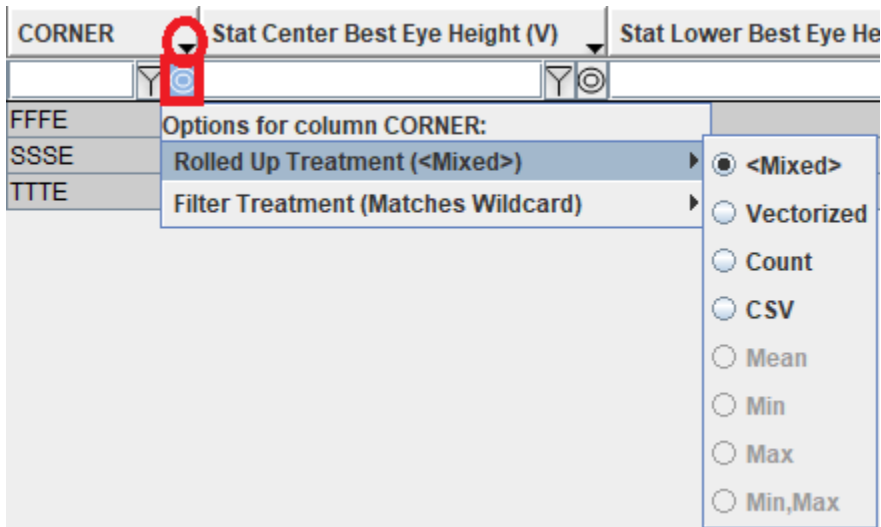 CORNER
Stat Center Best Eye Height (V)
Stat Lower Best Eye He
FFFE
SSSE
TTTE
Options for column CORNER:
Rolled Up Treatment (<Mixed>)
Filter Treatment (Matches Wildcard)
<Mixed>
Vectorized
Count
CSV
Mean
Min
Max
Min,Max